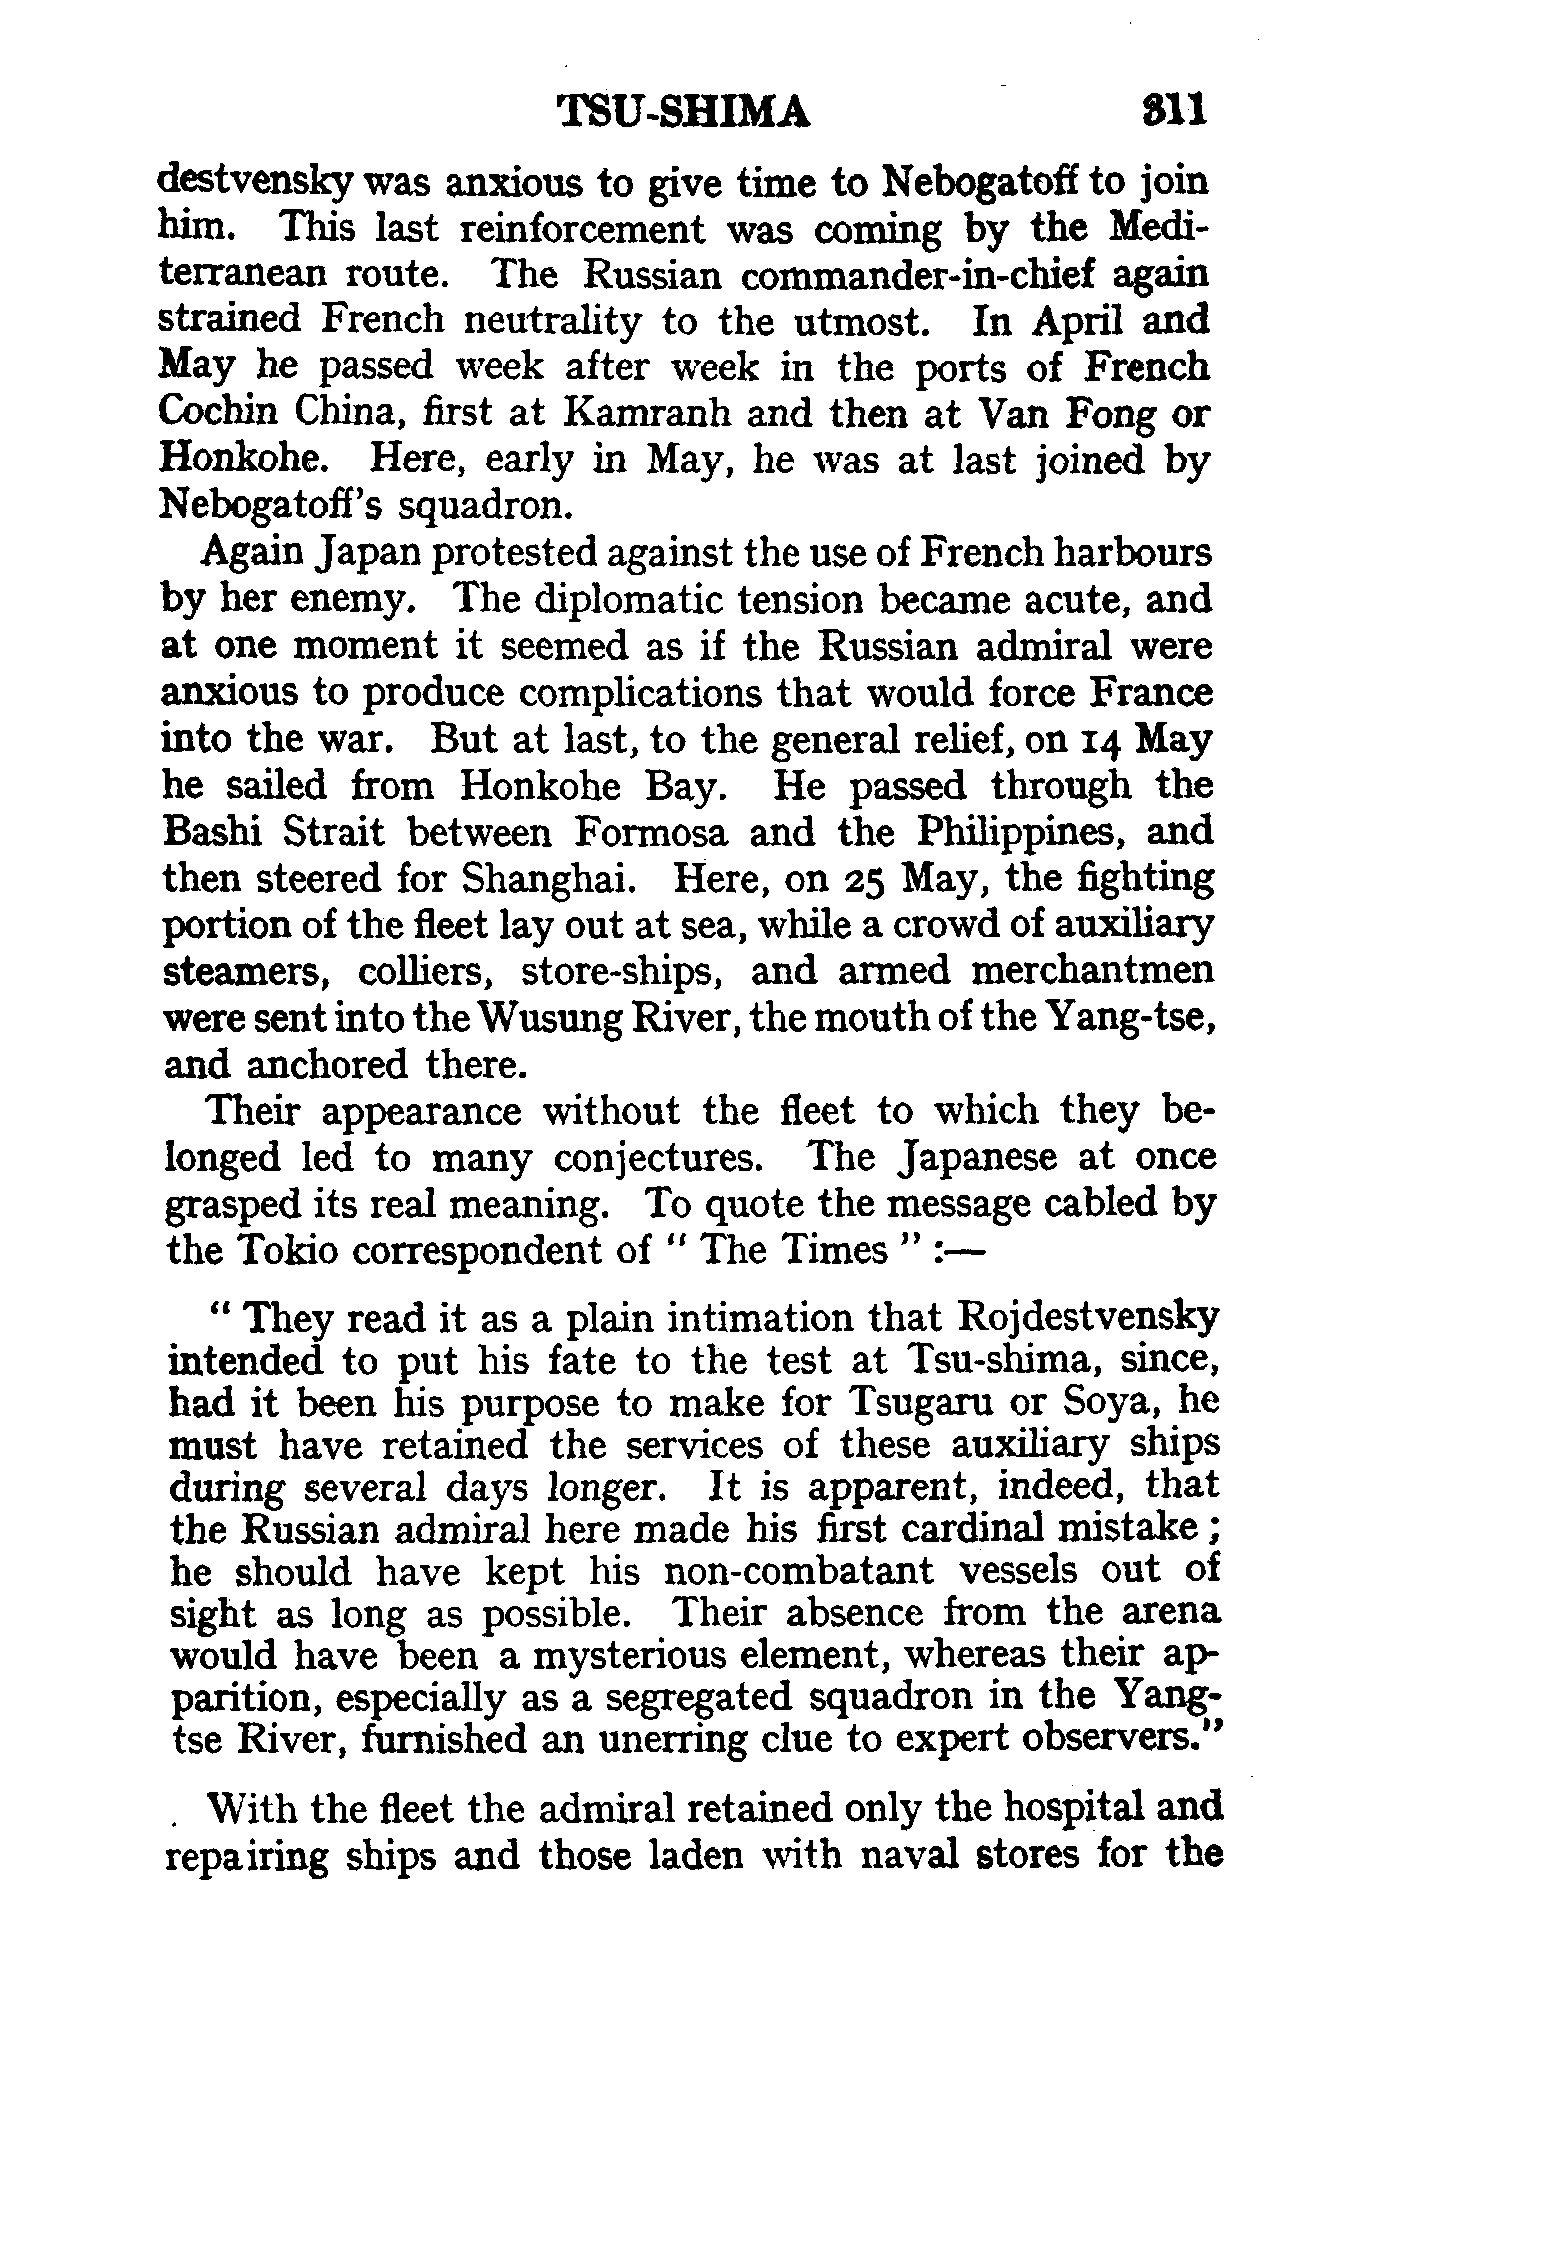 TSU-SHIMA 311
destvensky was anxious to give time to Nebogatoff to join
him. This last reinforcement was coming by the Medi-
terranean route. The Russian commander-in-chief again
strained French neutrality to the utmost. In April and
May he passed week after week in the ports of French
Cochin China, first at Kamranh and then at Van Fong or
Honkohe. Here, early in May, he was at last joined by
Nebogatoff's squadron.
Again Japan protested against the use of French harbours
by her enemy. The diplomatic tension became acute, and
at one moment it seemed as if the Russian admiral were
anxious to produce complications that would force France
into the war. But at last, to the general relief, on 14 May
he sailed from Honkohe Bay. He passed through the
Bashi Strait between Formosa and the Philippines, and
then steered for Shanghai. Here, on 25 May, the fighting
portion of the fleet lay out at sea, while a crowd of auxiliary
steamers, colliers, store-ships, and armed merchantmen
were sent into the Wusung River, the mouth of the Yang-tse,
and anchored there.
Their appearance without the fleet to which they be-
longed led to many conjectures. The Japanese at once
grasped its real meaning. To quote the message cabled by
the Tokio correspondent of " The Times " :—
" They read it as a plain intimation that Rojdestvensky
intended to put his fate to the test at Tsu-shima, since,
had it been his purpose to make for Tsugaru or Soya, he
must have retained the services of these auxiliary ships
during several days longer. It is apparent, indeed, that
the Russian admiral here made his first cardinal mistake ;
he should have kept his non-combatant vessels out of
sight as long as possible. Their absence from the arena
would have been a mysterious element, whereas their ap-
parition, especially as a segregated squadron in the Yang-
tse River, furnished an unerring clue to expert observers."
With the fleet the admiral retained only the hospital and
repairing ships and those laden with naval stores for the